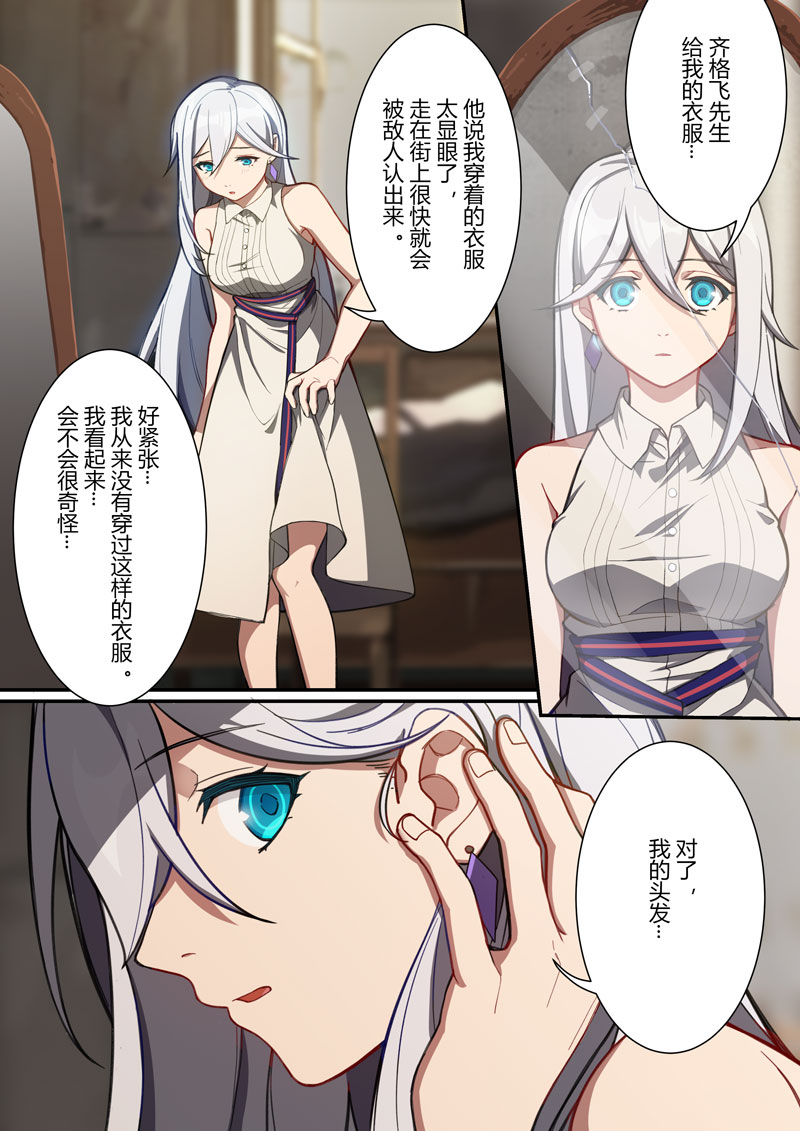 齐格飞先生
给我的衣服…
他说我穿着的衣服
太显眼了，
走在街上很快就会
被敌人认出来。
好紧张…
我从来没有穿过这样的衣服。
我看起来…
会不会很奇怪…
对了，
我的头发…